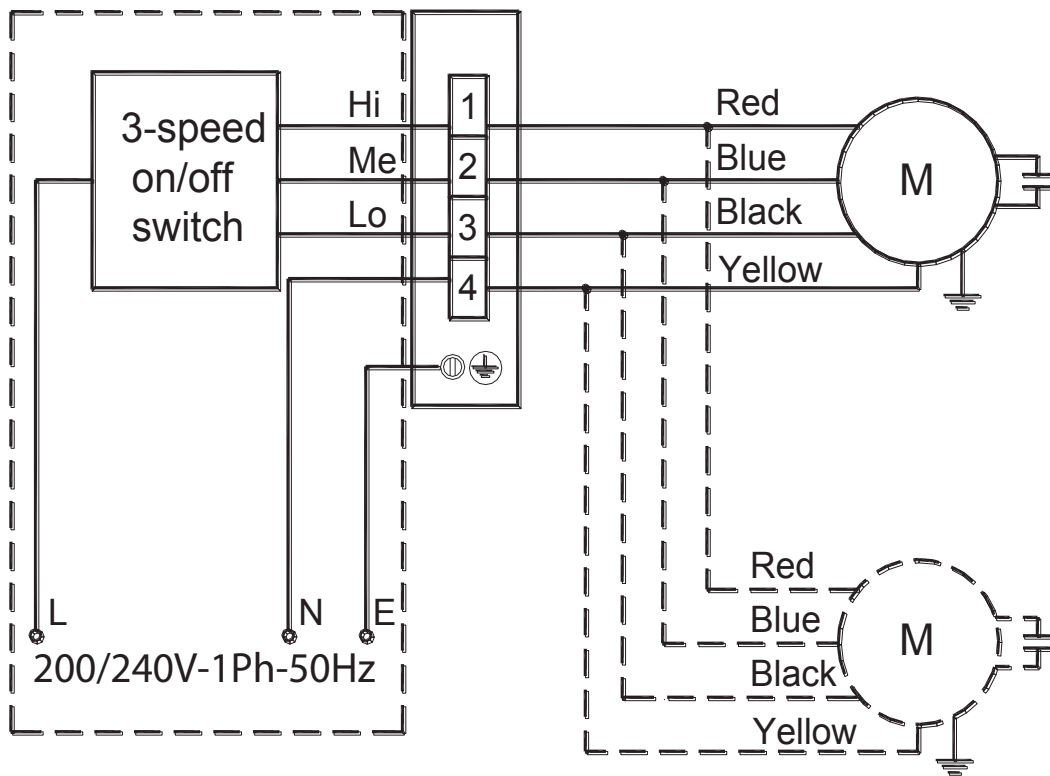 3-speed
on/off
switch
Hi
Me
Lo
1
2
3
4
Red
Blue
Black
Yellow
M
L
N
E
200/240V-1Ph-50Hz
Red
Blue
Black
Yellow
M